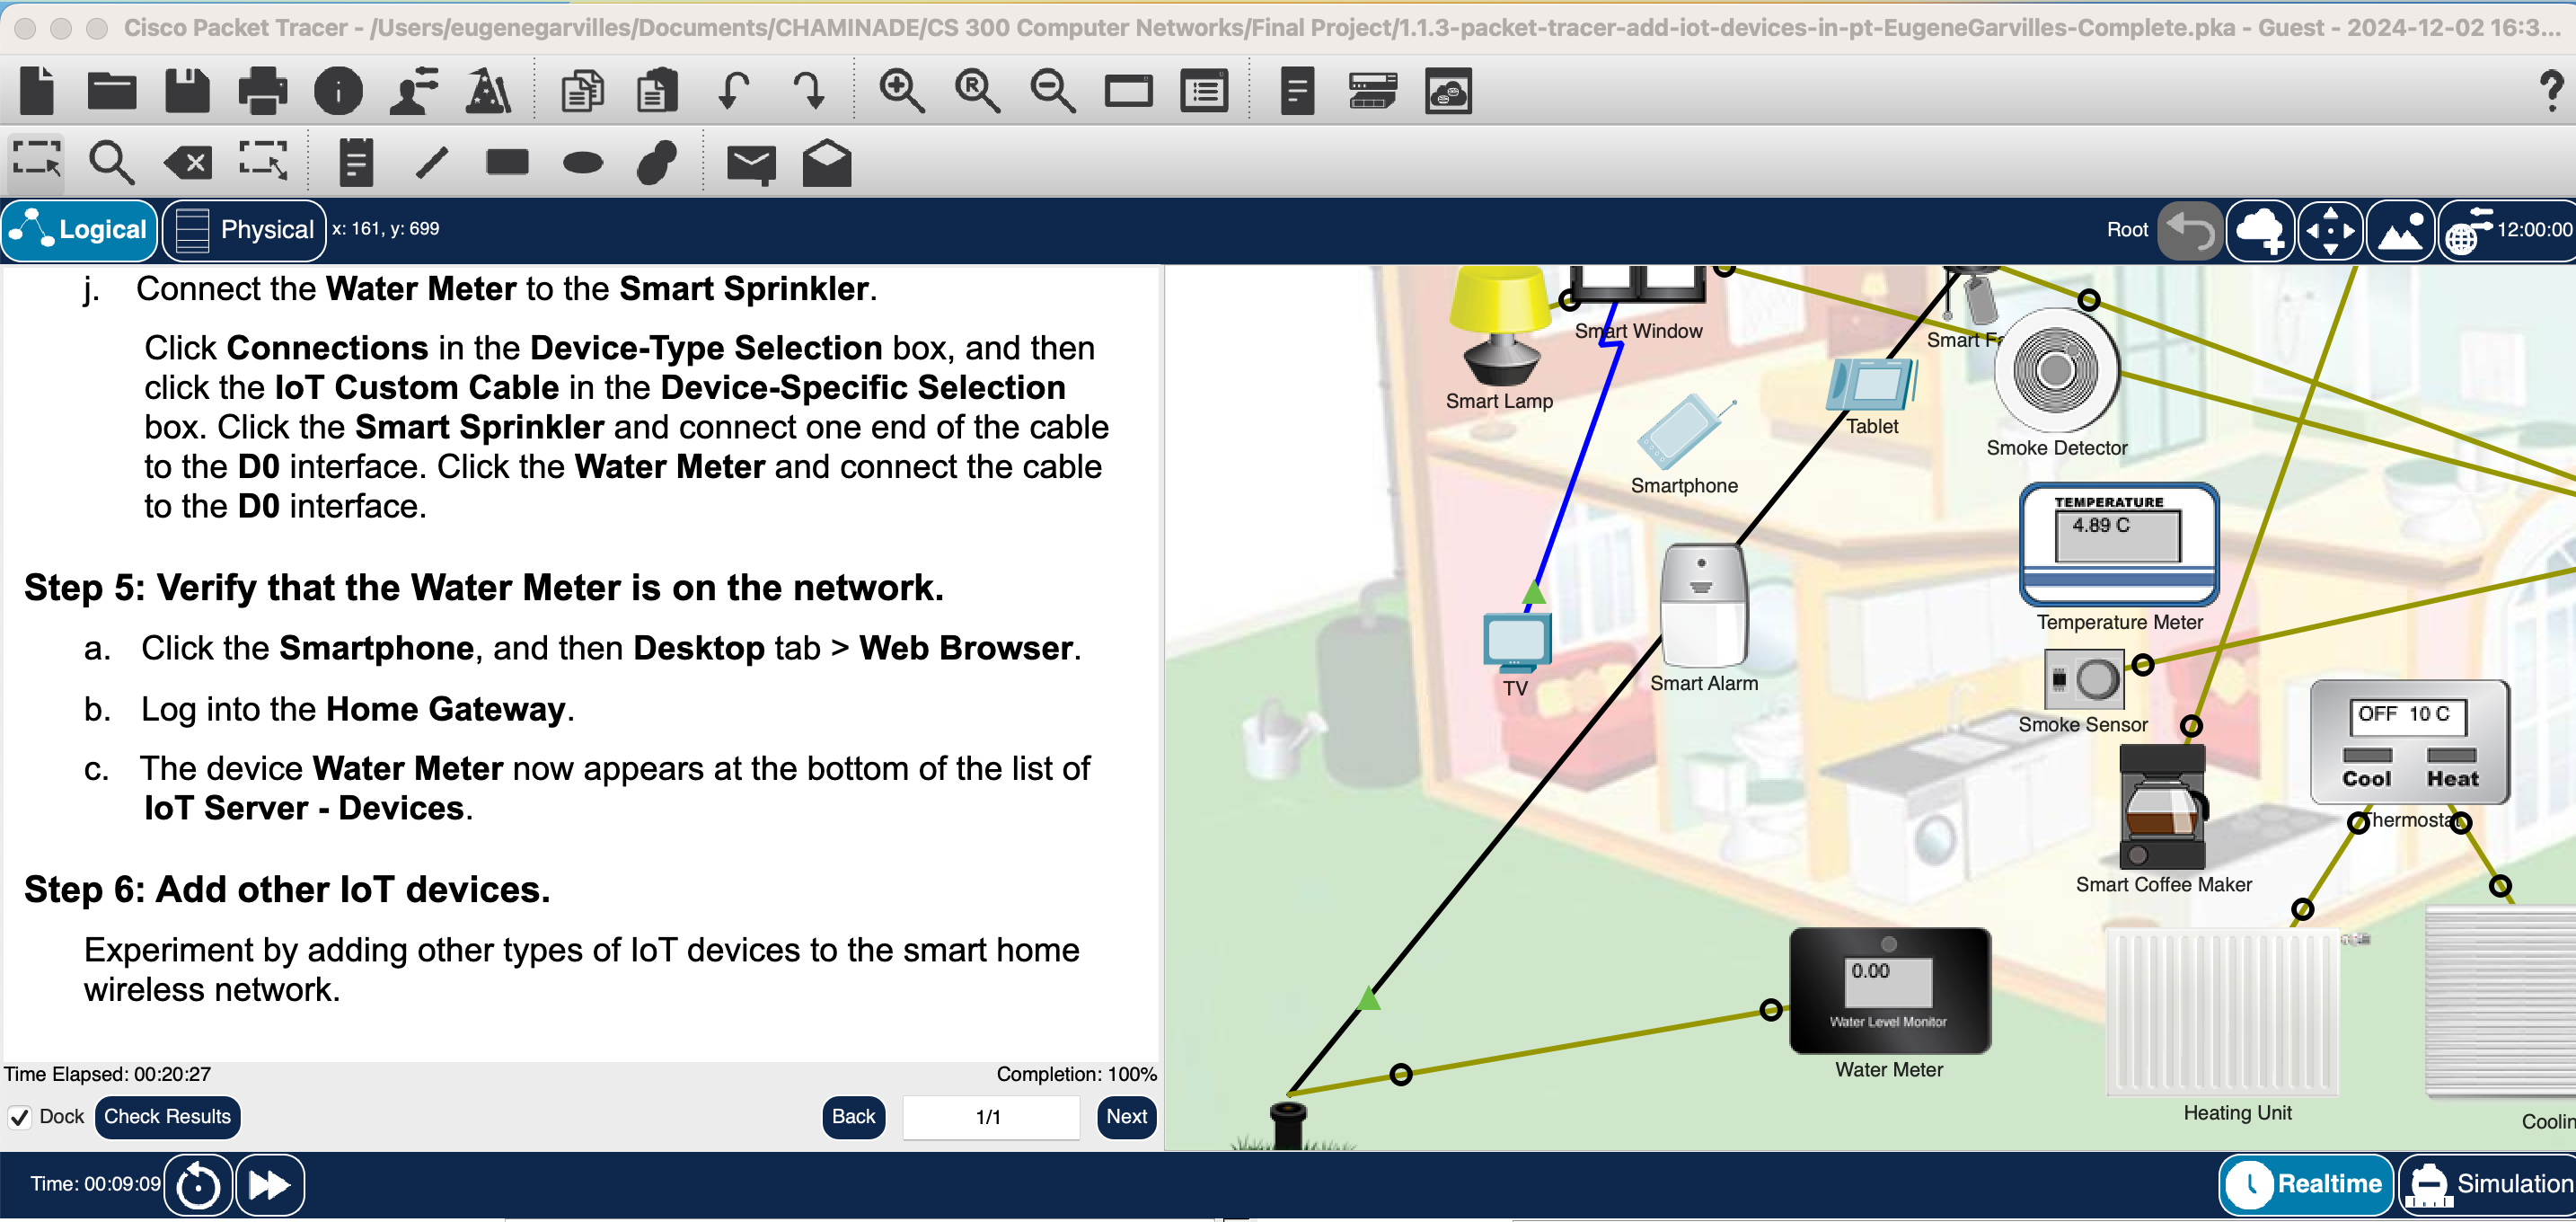 Cisco Packet Tracer - /Users/eugenegarvilles/Documents/CHAMINADE/CS 300 Computer Networks/Final Project/1.1.3-packet-tracer-add-iot-devices-in-pt-EugeneGarvilles-Complete.pka - Guest - 2024-12-02 16:3...
Logical
Physical
x: 161, y: 699
Root
12:00:00
j. Connect the Water Meter to the Smart Sprinkler.
Click Connections in the Device-Type Selection box, and then
click the IoT Custom Cable in the Device-Specific Selection
box. Click the Smart Sprinkler and connect one end of the cable
to the D0 interface. Click the Water Meter and connect the cable
to the D0 interface.
Step 5: Verify that the Water Meter is on the network.
a. Click the Smartphone, and then Desktop tab > Web Browser.
b. Log into the Home Gateway.
c. The device Water Meter now appears at the bottom of the list of
IoT Server - Devices.
Step 6: Add other IoT devices.
Experiment by adding other types of IoT devices to the smart home
wireless network.
Time Elapsed: 00:20:27
Completion: 100%
Dock
Check Results
Back
1/1
Next
Smart Window
Smart Lamp
Smart Fa
Tablet
Smoke Detector
Smartphone
TEMPERATURE
4.89 C
Temperature Meter
TV
Smart Alarm
Smoke Sensor
OFF 10 C
Cool Heat
Thermostat
Smart Coffee Maker
0.00
Water Level Monitor
Water Meter
Heating Unit
Coolin
Time: 00:09:09
Realtime
Simulation